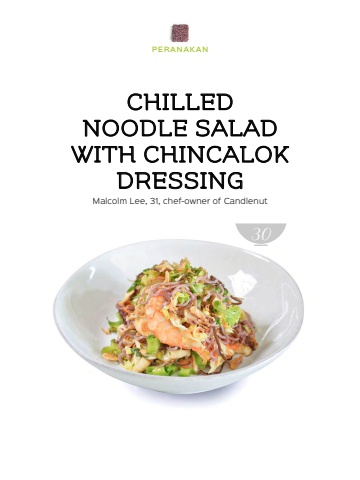 PERANAKAN
CHILLED
NOODLE SALAD
WITH CHINCALOK
DRESSING
Malcolm Lee, 31, chef-owner of Candlenut
30